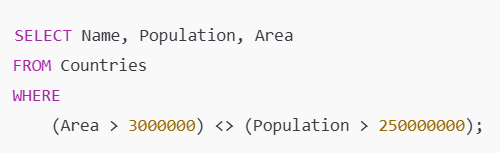 SELECT Name, Population, Area
FROM Countries
WHERE
(Area > 3000000) <> (Population > 250000000);